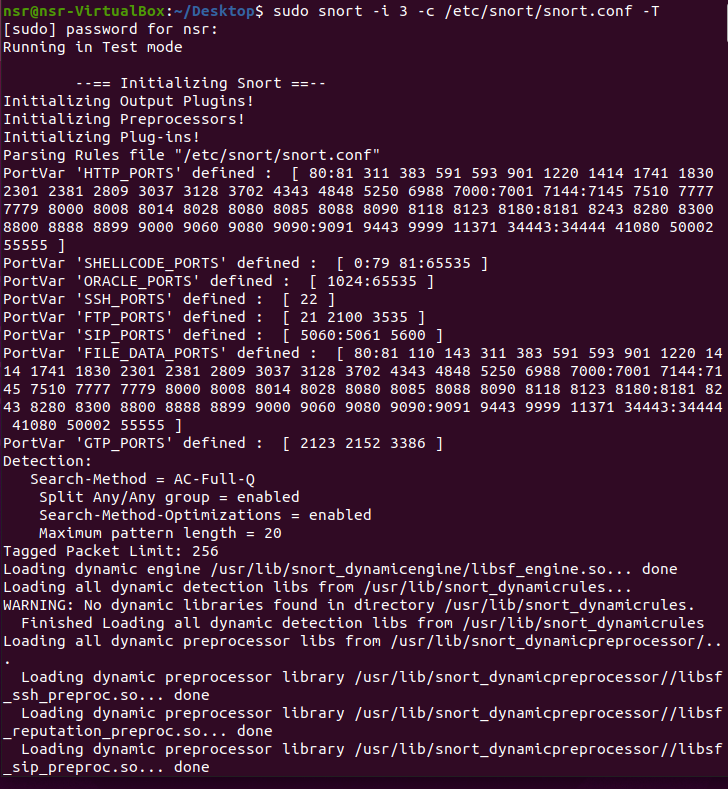 nsr@nsr-VirtualBox:~/Desktop$ sudo snort -i 3 -c /etc/snort/snort.conf -T
[sudo] password for nsr:
Running in Test mode
--== Initializing Snort ==--
Initializing Output Plugins!
Initializing Preprocessors!
Initializing Plug-ins!
Parsing Rules file "/etc/snort/snort.conf"
PortVar 'HTTP_PORTS' defined :  [ 80:81 311 383 591 593 901 1220 1414 1741 1830
2301 2381 2809 3037 3128 3702 4343 4848 5250 6988 7000:7001 7144:7145 7510 7777
7779 8000 8008 8014 8028 8080 8085 8088 8090 8118 8123 8180:8181 8243 8280 8300
8800 8888 8899 9000 9060 9080 9090:9091 9443 9999 11371 34443:34444 41080 50002
55555 ]
PortVar 'SHELLCODE_PORTS' defined :  [ 0:79 81:65535 ]
PortVar 'ORACLE_PORTS' defined :  [ 1024:65535 ]
PortVar 'SSH_PORTS' defined :  [ 22 ]
PortVar 'FTP_PORTS' defined :  [ 21 2100 3535 ]
PortVar 'SIP_PORTS' defined :  [ 5060:5061 5600 ]
PortVar 'FILE_DATA_PORTS' defined :  [ 80:81 110 143 311 383 591 593 901 1220 14
14 1741 1830 2301 2381 2809 3037 3128 3702 4343 4848 5250 6988 7000:7001 7144:71
45 7510 7777 7779 8000 8008 8014 8028 8080 8085 8088 8090 8118 8123 8180:8181 82
43 8280 8300 8800 8888 8899 9000 9060 9080 9090:9091 9443 9999 11371 34443:34444
41080 50002 55555 ]
PortVar 'GTP_PORTS' defined :  [ 2123 2152 3386 ]
Detection:
Search-Method = AC-Full-Q
Split Any/Any group = enabled
Search-Method-Optimizations = enabled
Maximum pattern length = 20
Tagged Packet Limit: 256
Loading dynamic engine /usr/lib/snort_dynamicengine/libsf_engine.so... done
Loading all dynamic detection libs from /usr/lib/snort_dynamicrules...
WARNING: No dynamic libraries found in directory /usr/lib/snort_dynamicrules.
Finished Loading all dynamic detection libs from /usr/lib/snort_dynamicrules
Loading all dynamic preprocessor libs from /usr/lib/snort_dynamicpreprocessor/..
.
Loading dynamic preprocessor library /usr/lib/snort_dynamicpreprocessor//libsf
_ssh_preproc.so... done
Loading dynamic preprocessor library /usr/lib/snort_dynamicpreprocessor//libsf
_reputation_preproc.so... done
Loading dynamic preprocessor library /usr/lib/snort_dynamicpreprocessor//libsf
_sip_preproc.so... done